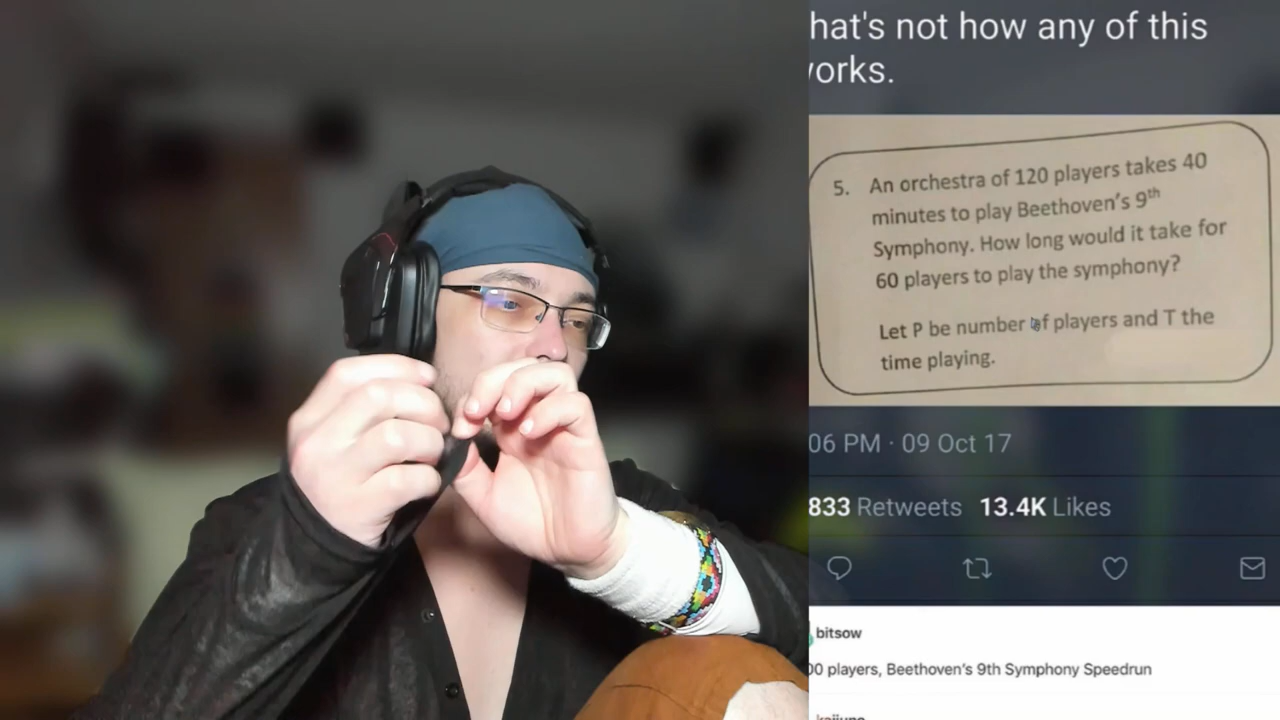 hat's not how any of this
orks.
5. An orchestra of 120 players takes 40
minutes to play Beethoven's 9th
Symphony. How long would it take for
60 players to play the symphony?
Let P be number of players and T the
time playing.
06 PM · 09 Oct 17
833 Retweets 13.4K Likes
bitsow
00 players, Beethoven's 9th Symphony Speedrun